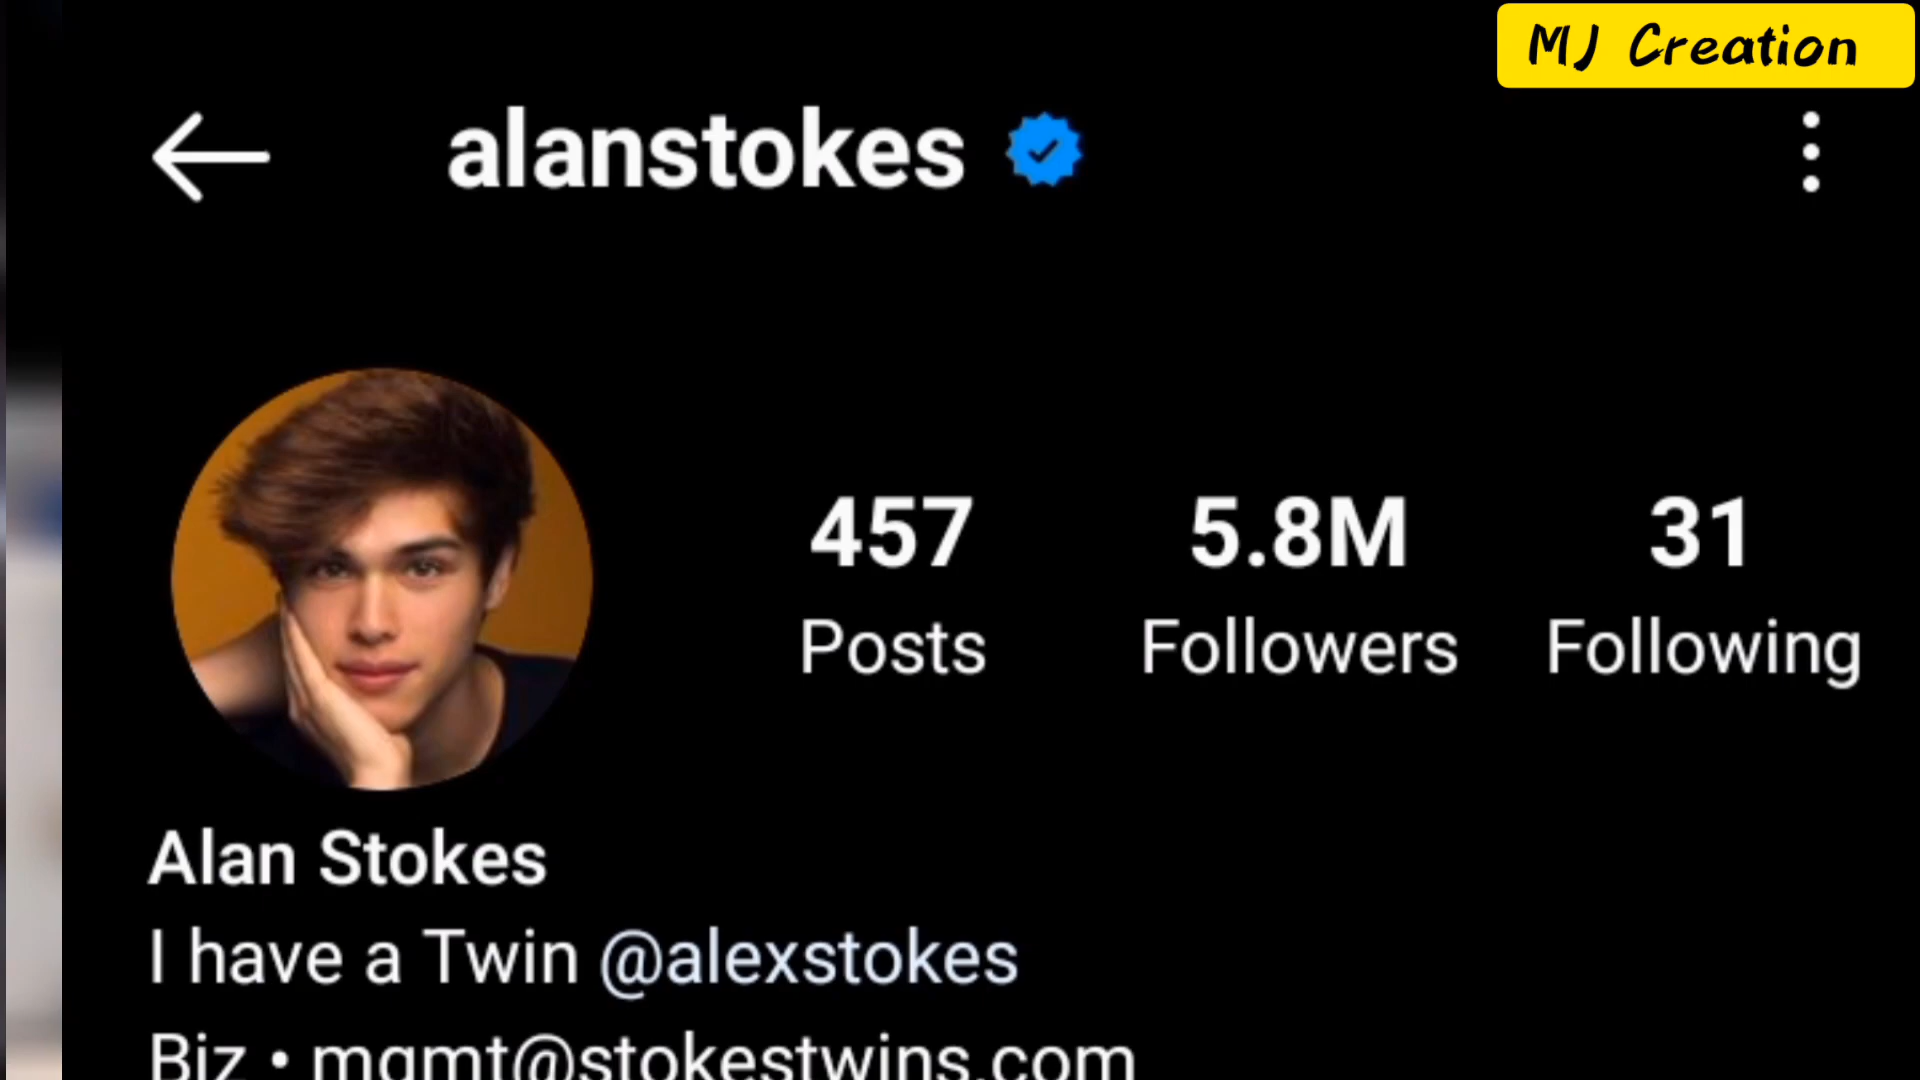 MJ Creation
alanstokes
457 5.8M 31
Posts Followers Following
Alan Stokes
I have a Twin @alexstokes
Biz • mgmt@stokestwins.com